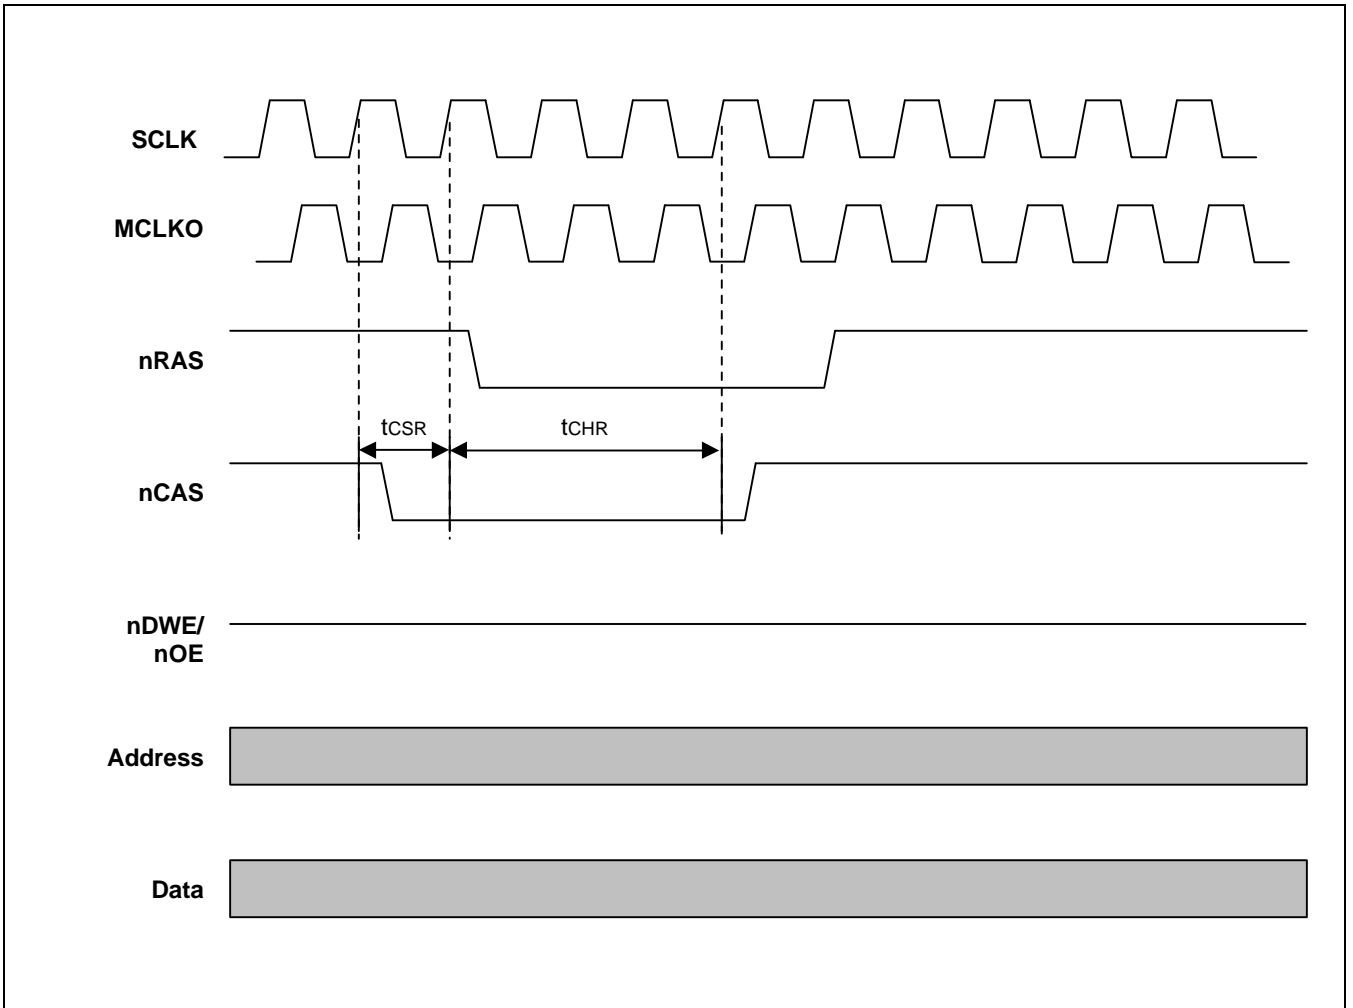 SCLK
MCLKO
nRAS
tCSR
tCHR
nCAS
nDWE/
nOE
Address
Data